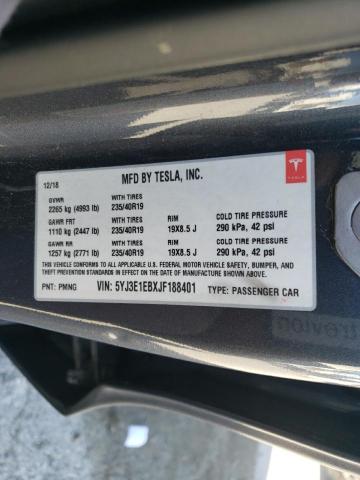 12/18
MFD BY TESLA, INC.
TESLA
GVWR
2265 kg (4993 lb)
WITH TIRES
235/40R19
GAWR FRT
1110 kg (2447 lb)
WITH TIRES
235/40R19
RIM
19X8.5 J
COLD TIRE PRESSURE
290 kPa, 42 psi
GAWR RR
1257 kg (2771 lb)
WITH TIRES
235/40R19
RIM
19X8.5 J
COLD TIRE PRESSURE
290 kPa, 42 psi
THIS VEHICLE CONFORMS TO ALL APPLICABLE U.S. FEDERAL MOTOR VEHICLE SAFETY, BUMPER, AND
THEFT PREVENTION STANDARDS IN EFFECT ON THE DATE OF MANUFACTURE SHOWN ABOVE.
PNT: PMNG
VIN: 5YJ3E1EBXJF188401
TYPE: PASSENGER CAR